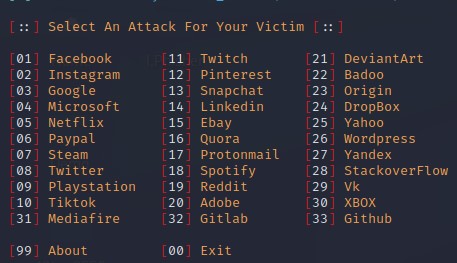 [::] Select An Attack For Your Victim [::]
[01] Facebook [11] Twitch [21] DeviantArt
[02] Instagram [12] Pinterest [22] Badoo
[03] Google [13] Snapchat [23] Origin
[04] Microsoft [14] Linkedin [24] DropBox
[05] Netflix [15] Ebay [25] Yahoo
[06] Paypal [16] Quora [26] Wordpress
[07] Steam [17] Protonmail [27] Yandex
[08] Twitter [18] Spotify [28] StackoverFlow
[09] Playstation [19] Reddit [29] Vk
[10] Tiktok [20] Adobe [30] XBOX
[31] Mediafire [32] Gitlab [33] Github
[99] About [00] Exit